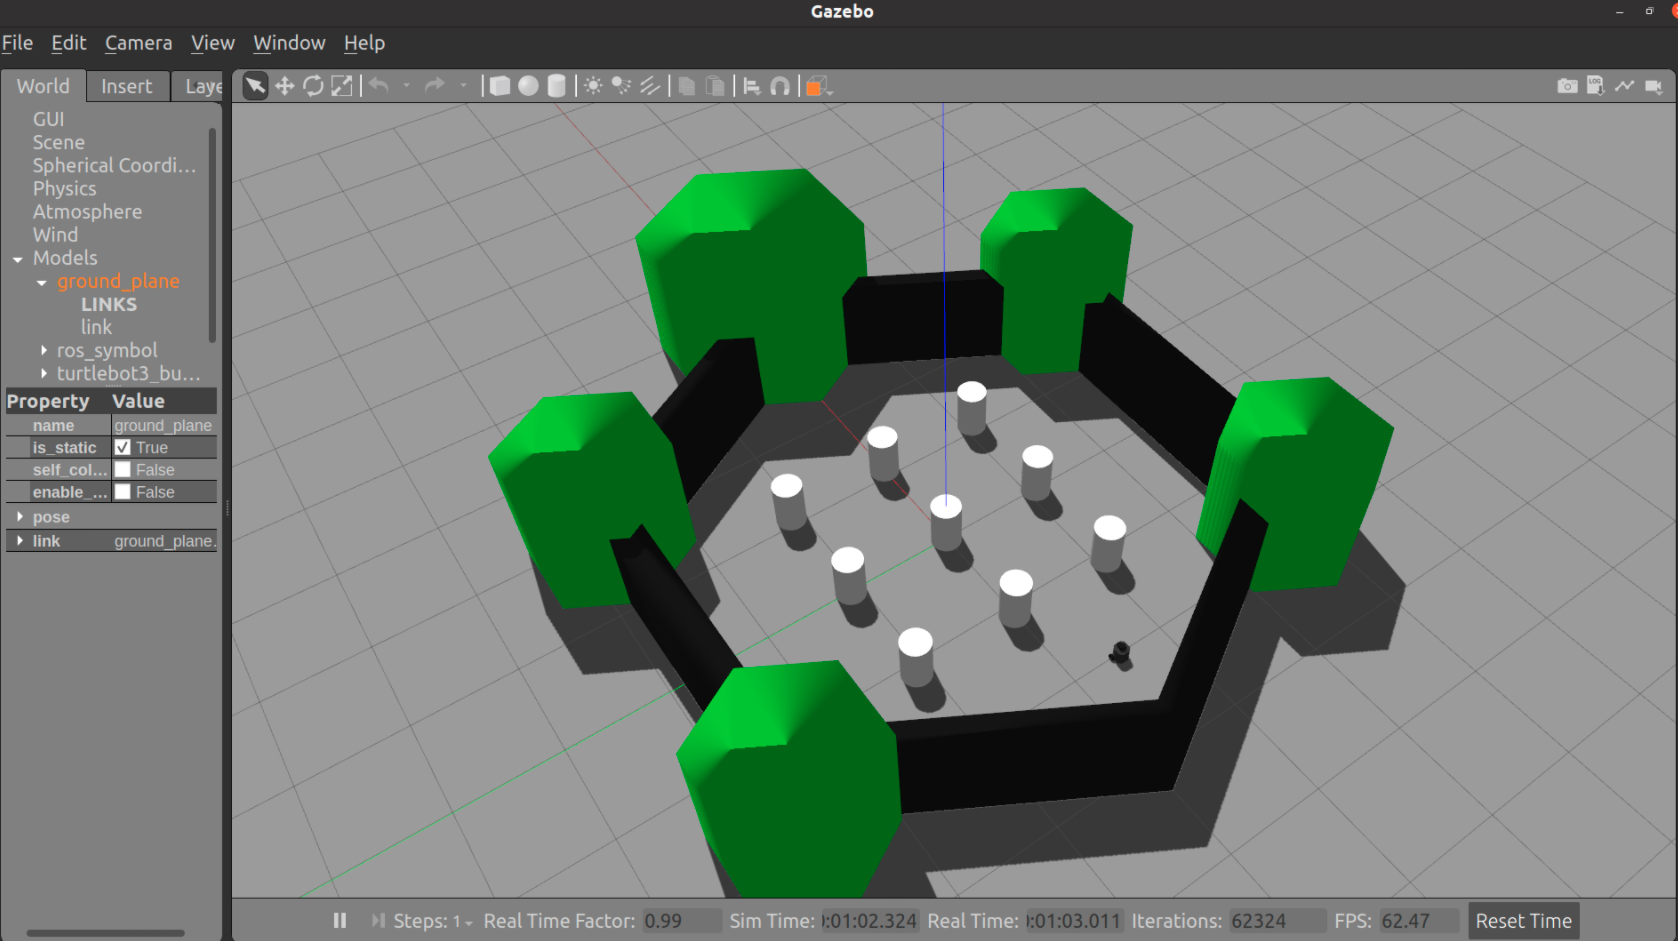 Gazebo
File Edit Camera View Window Help
World Insert Laye
GUI
Scene
Spherical Coordi...
Physics
Atmosphere
Wind
Models
ground_plane
LINKS
link
ros_symbol
turtlebot3_bu...
Property Value
name ground_plane
is_static True
self_col... False
enable_... False
pose
link ground_plane.
LOG
Steps: 1 Real Time Factor: 0.99 Sim Time: 0:01:02.324 Real Time: 0:01:03.011 Iterations: 62324 FPS: 62.47 Reset Time